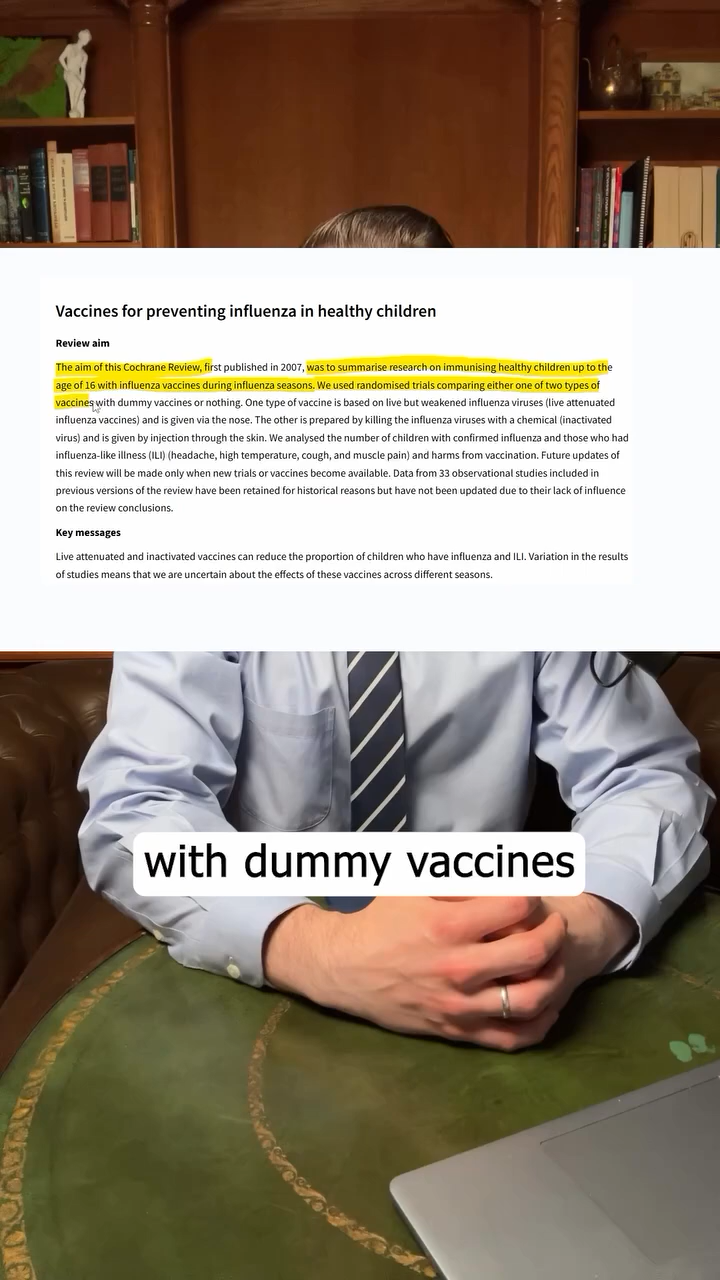 Vaccines for preventing influenza in healthy children
Review aim
The aim of this Cochrane Review, first published in 2007, was to summarise research on immunising healthy children up to the
age of 16 with influenza vaccines during influenza seasons. We used randomised trials comparing either one of two types of
vaccines with dummy vaccines or nothing. One type of vaccine is based on live but weakened influenza viruses (live attenuated
influenza vaccines) and is given via the nose. The other is prepared by killing the influenza viruses with a chemical (inactivated
virus) and is given by injection through the skin. We analysed the number of children with confirmed influenza and those who had
influenza-like illness (ILI) (headache, high temperature, cough, and muscle pain) and harms from vaccination. Future updates of
this review will be made only when new trials or vaccines become available. Data from 33 observational studies included in
previous versions of the review have been retained for historical reasons but have not been updated due to their lack of influence
on the review conclusions.
Key messages
Live attenuated and inactivated vaccines can reduce the proportion of children who have influenza and ILI. Variation in the results
of studies means that we are uncertain about the effects of these vaccines across different seasons.
with dummy vaccines